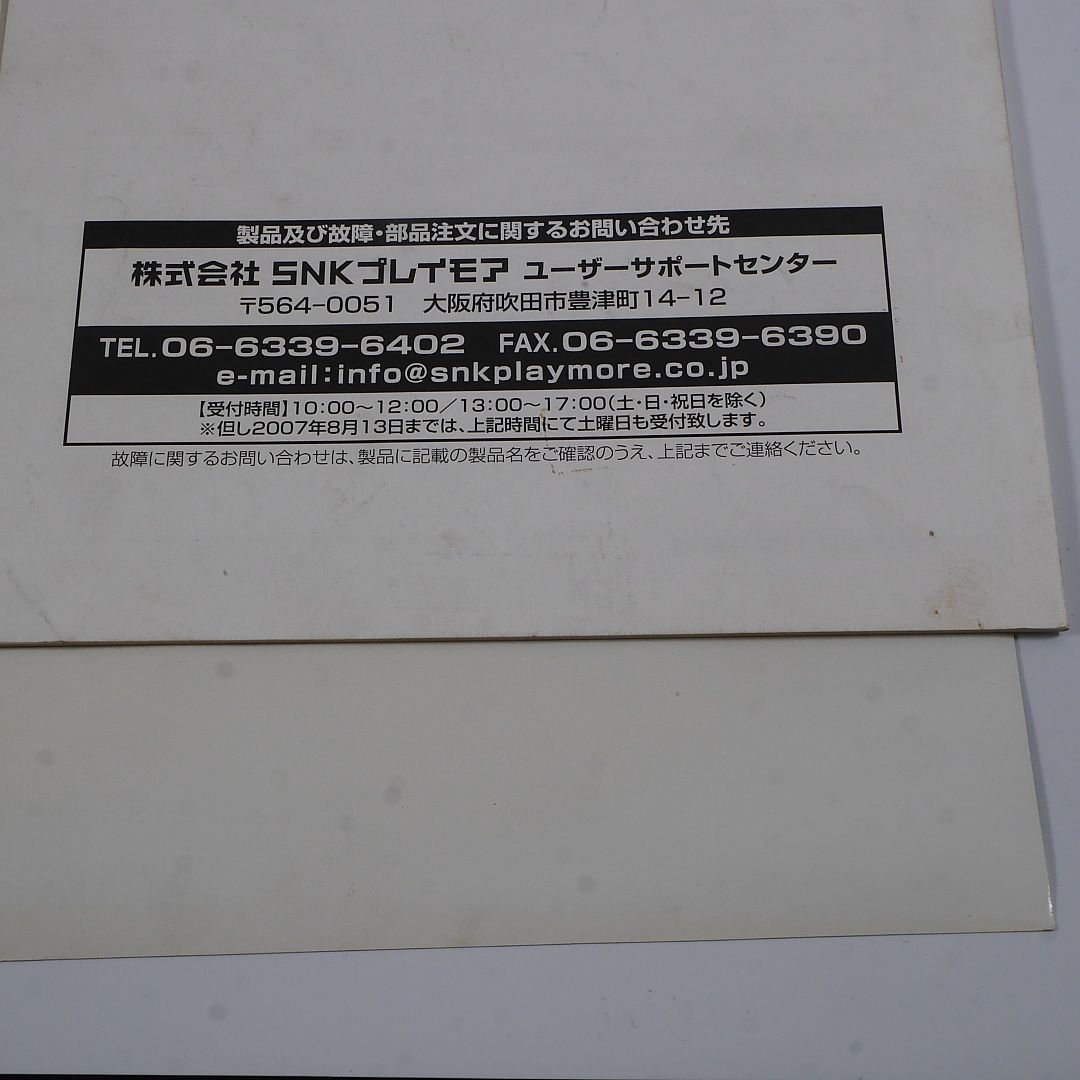 製品及び故障・部品注文に関するお問い合わせ先
株式会社 SNKプレイモア ユーザーサポートセンター
〒564-0051 大阪府吹田市豊津町14-12
TEL.06-6339-6402 FAX.06-6339-6390
e-mail:info@snkplaymore.co.jp
【受付時間】10:00～12:00／13:00～17:00(土・日・祝日を除く)
※但し2007年8月13日までは、上記時間にて土曜日も受付致します。
故障に関するお問い合わせは、製品に記載の製品名をご確認のうえ、上記までご連絡ください。